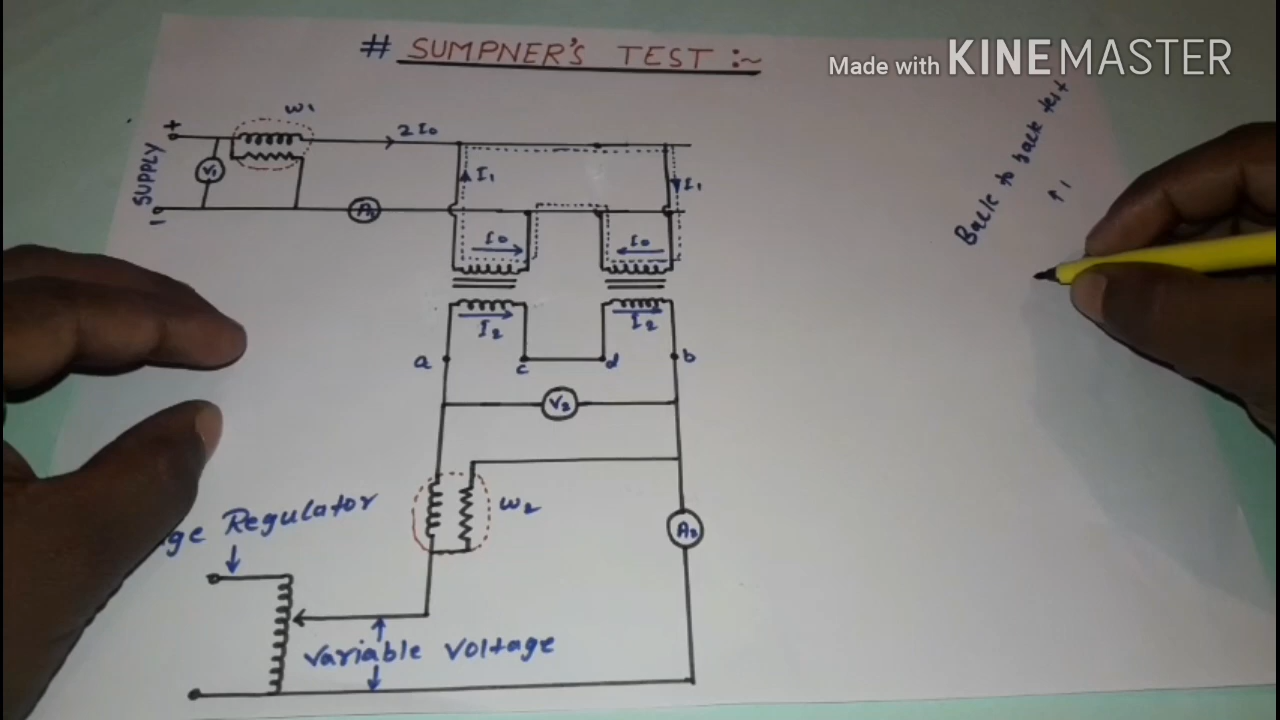 # SUMPNER'S TEST :~
Made with KINEMASTER
Back to back test
W1
+
2I0
SUPPLY
V1
I1
I1
A1
I0
I0
I2
I2
a
c
d
b
V2
W2
ge Regulator
A2
Variable Voltage